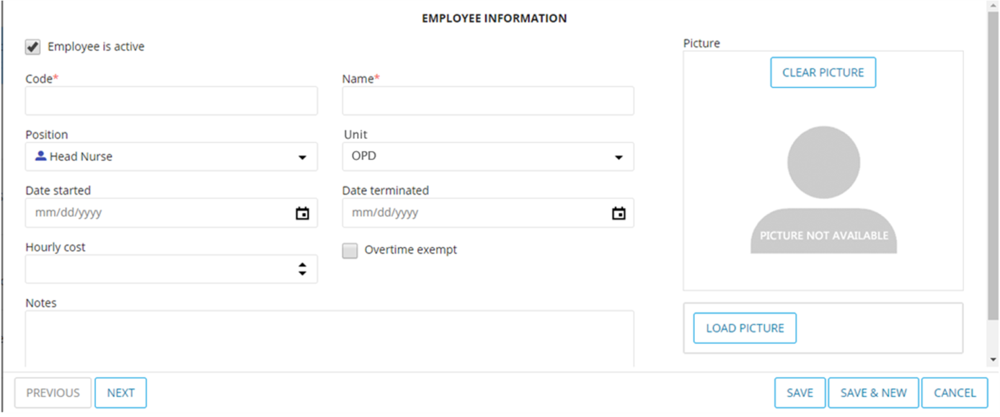 EMPLOYEE INFORMATION
Employee is active
Picture
CLEAR PICTURE
Code*
Name*
Position
Unit
Head Nurse
OPD
Date started
Date terminated
mm/dd/yyyy
mm/dd/yyyy
PICTURE NOT AVAILABLE
Hourly cost
Overtime exempt
Notes
LOAD PICTURE
PREVIOUS
NEXT
SAVE
SAVE & NEW
CANCEL